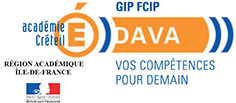 GIP FCIP
académie
Créteil
É DAVA
RÉGION ACADÉMIQUE
ÎLE-DE-FRANCE
VOS COMPÉTENCES
POUR DEMAIN